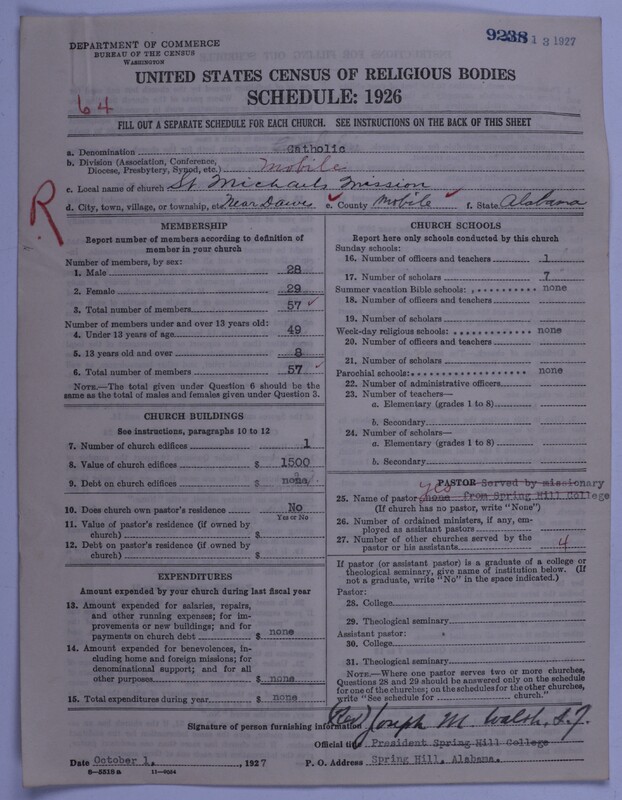 9238 13 1927
DEPARTMENT OF COMMERCE
BUREAU OF THE CENSUS
WASHINGTON
UNITED STATES CENSUS OF RELIGIOUS BODIES
SCHEDULE: 1926
64
FILL OUT A SEPARATE SCHEDULE FOR EACH CHURCH. SEE INSTRUCTIONS ON THE BACK OF THIS SHEET
R
a. Denomination Catholic
b. Division (Association, Conference,
Diocese, Presbytery, Synod, etc.) Mobile
c. Local name of church St Michaels Mission
d. City, town, village, or township, etc. Near Dawes e. County Mobile f. State Alabama
MEMBERSHIP
Report number of members according to definition of
member in your church
Number of members, by sex:
1. Male 28
2. Female 29
3. Total number of members 57
Number of members under and over 13 years old:
4. Under 13 years of age 49
5. 13 years old and over 8
6. Total number of members 57
NOTE.—The total given under Question 6 should be the
same as the total of males and females given under Question 3.
CHURCH BUILDINGS
See instructions, paragraphs 10 to 12
7. Number of church edifices 1
8. Value of church edifices $ 1500
9. Debt on church edifices $ none
10. Does church own pastor's residence No
Yes or No
11. Value of pastor's residence (if owned by
church) $
12. Debt on pastor's residence (if owned by
church) $
EXPENDITURES
Amount expended by your church during last fiscal year
13. Amount expended for salaries, repairs,
and other running expenses; for im-
provements or new buildings; and for
payments on church debt $ none
14. Amount expended for benevolences, in-
cluding home and foreign missions; for
denominational support; and for all
other purposes $ none
15. Total expenditures during year $ none
CHURCH SCHOOLS
Report here only schools conducted by this church
Sunday schools:
16. Number of officers and teachers 1
17. Number of scholars 7
Summer vacation Bible schools: none
18. Number of officers and teachers
19. Number of scholars
Week-day religious schools: none
20. Number of officers and teachers
21. Number of scholars
Parochial schools: none
22. Number of administrative officers
23. Number of teachers—
a. Elementary (grades 1 to 8)
b. Secondary
24. Number of scholars—
a. Elementary (grades 1 to 8)
b. Secondary
PASTOR Served by missionary
yes
25. Name of pastor none from Spring Hill College
(If church has no pastor, write "None")
26. Number of ordained ministers, if any, em-
ployed as assistant pastors
27. Number of other churches served by the
pastor or his assistants 4
If pastor (or assistant pastor) is a graduate of a college or
theological seminary, give name of institution below. (If
not a graduate, write "No" in the space indicated.)
Pastor:
28. College
29. Theological seminary
Assistant pastor:
30. College
31. Theological seminary
NOTE.—Where one pastor serves two or more churches,
Questions 28 and 29 should be answered only on the schedule
for one of the churches; on the schedules for the other churches,
write "See schedule for church."
Signature of person furnishing information (Rev) Joseph M Walsh, S.J.
Official title President Spring Hill College
Date October 1, 1927 P. O. Address Spring Hill, Alabama.
8—5518a 11—9034